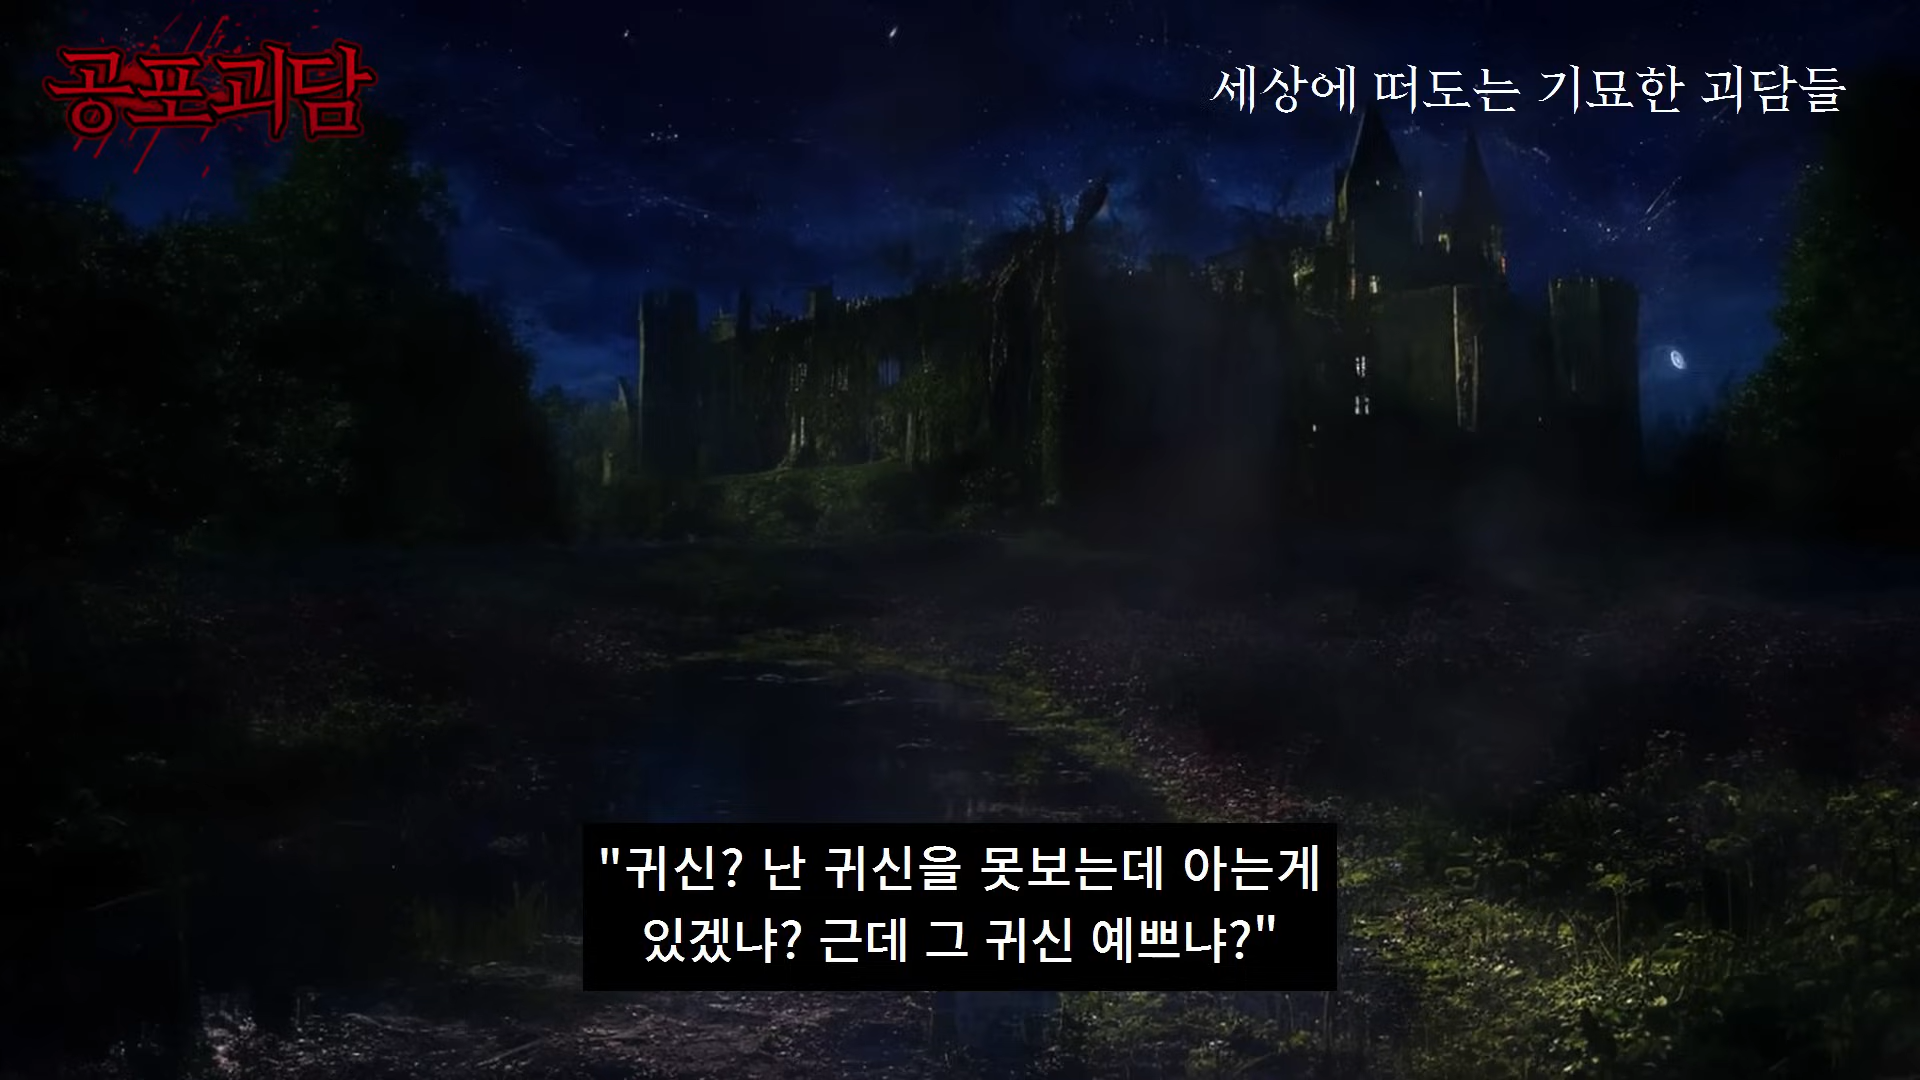 공포괴담
세상에 떠도는 기묘한 괴담들
"귀신? 난 귀신을 못보는데 아는게
있겠냐? 근데 그 귀신 예쁘냐?"